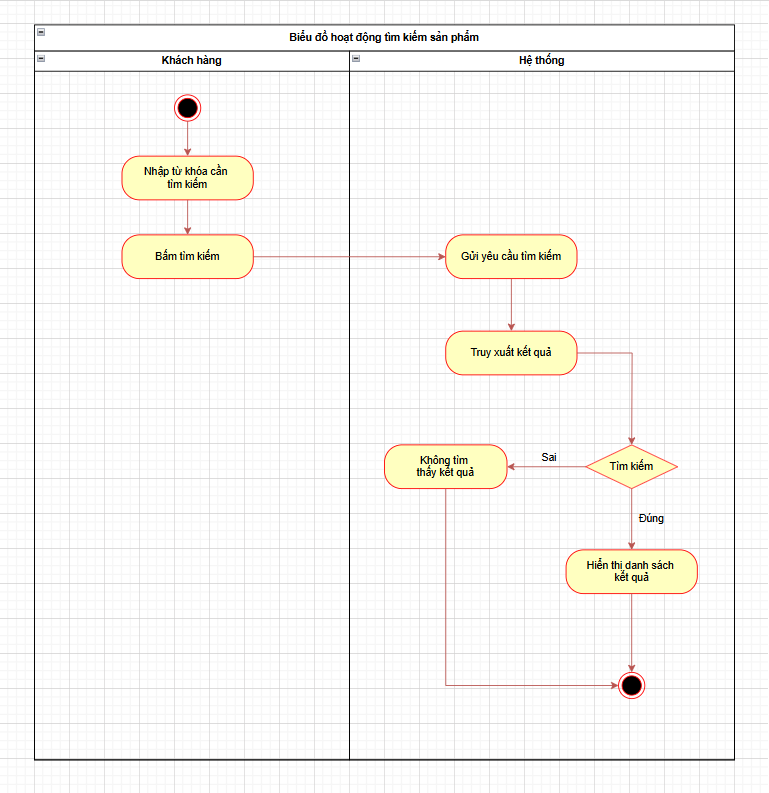 Biểu đồ hoạt động tìm kiếm sản phẩm
Khách hàng
Hệ thống
Nhập từ khóa cần
tìm kiếm
Bấm tìm kiếm
Gửi yêu cầu tìm kiếm
Truy xuất kết quả
Không tìm
thấy kết quả
Sai
Tìm kiếm
Đúng
Hiển thị danh sách
kết quả